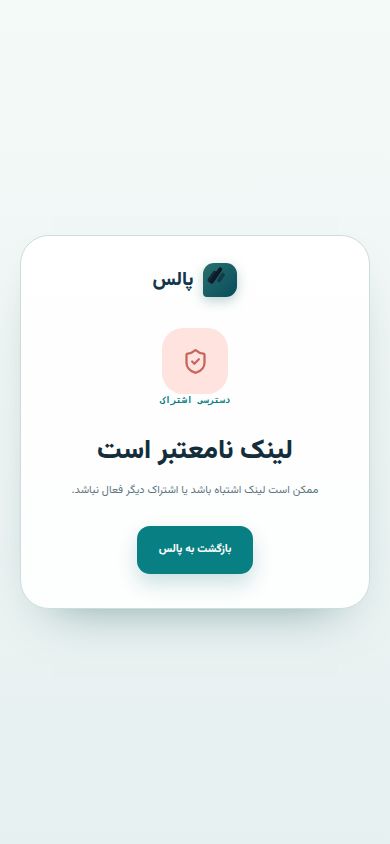 پالس
دسترسی اشتراک
لینک نامعتبر است
ممکن است لینک اشتباه باشد یا اشتراک دیگر فعال نباشد.
بازگشت به پالس